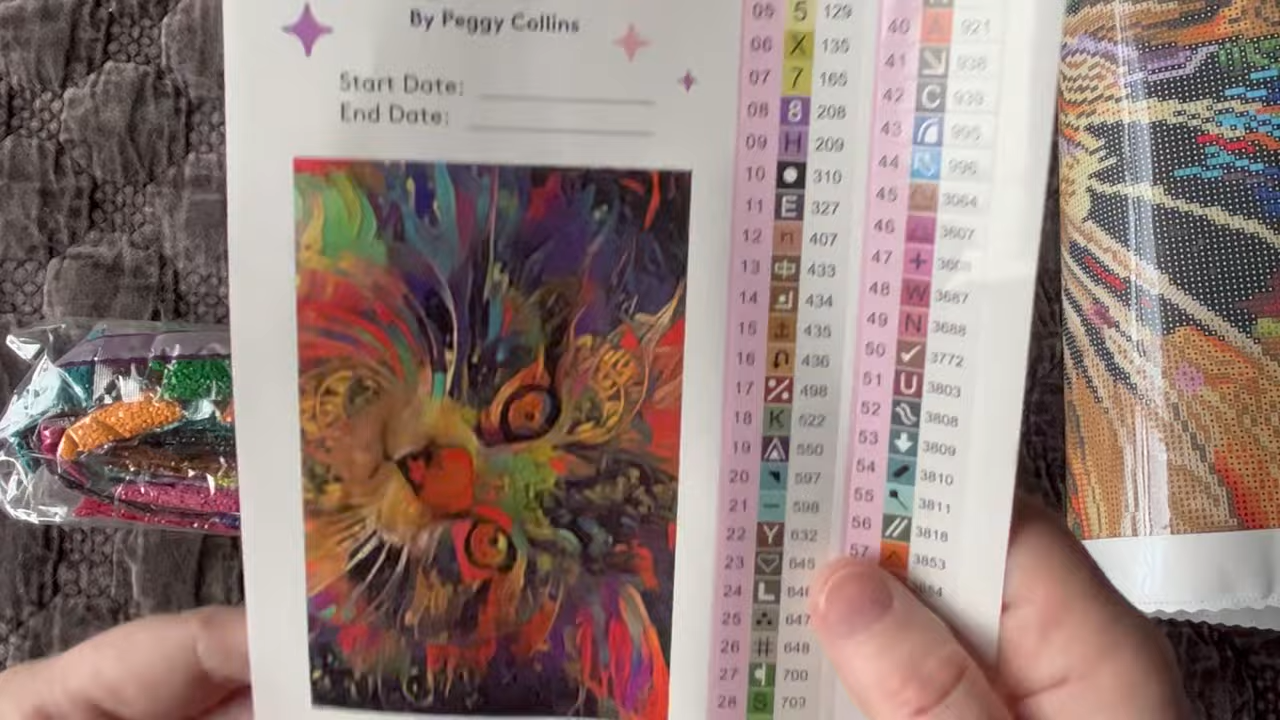 By Peggy Collins
Start Date:
End Date:
05 5 129
06 X 135
07 7 165
08 8 208
09 H 209
10 310
11 E 327
12 n 407
13 中 433
14 434
15 435
16 436
17 498
18 K 522
19 550
20 597
21 598
22 Y 632
23 645
24 L 646
25 647
26 # 648
27 ¶ 700
28 S 703
40 921
41 938
42 C 939
43 995
44 996
45 3064
46 3607
47 + 3608
48 W 3687
49 N 3688
50 ✓ 3772
51 U 3803
52 3808
53 3809
54 3810
55 3811
56 // 3818
57 3853